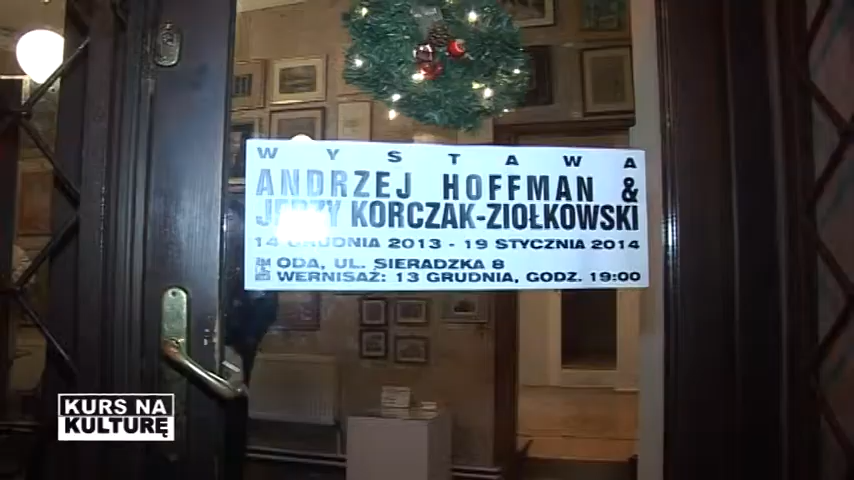 WYSTAWA
ANDRZEJ HOFFMAN &
JERZY KORCZAK-ZIOŁKOWSKI
14 GRUDNIA 2013 - 19 STYCZNIA 2014
ODA, UL. SIERADZKA 8
WERNISAŻ: 13 GRUDNIA, GODZ. 19:00
KURS NA
KULTURĘ